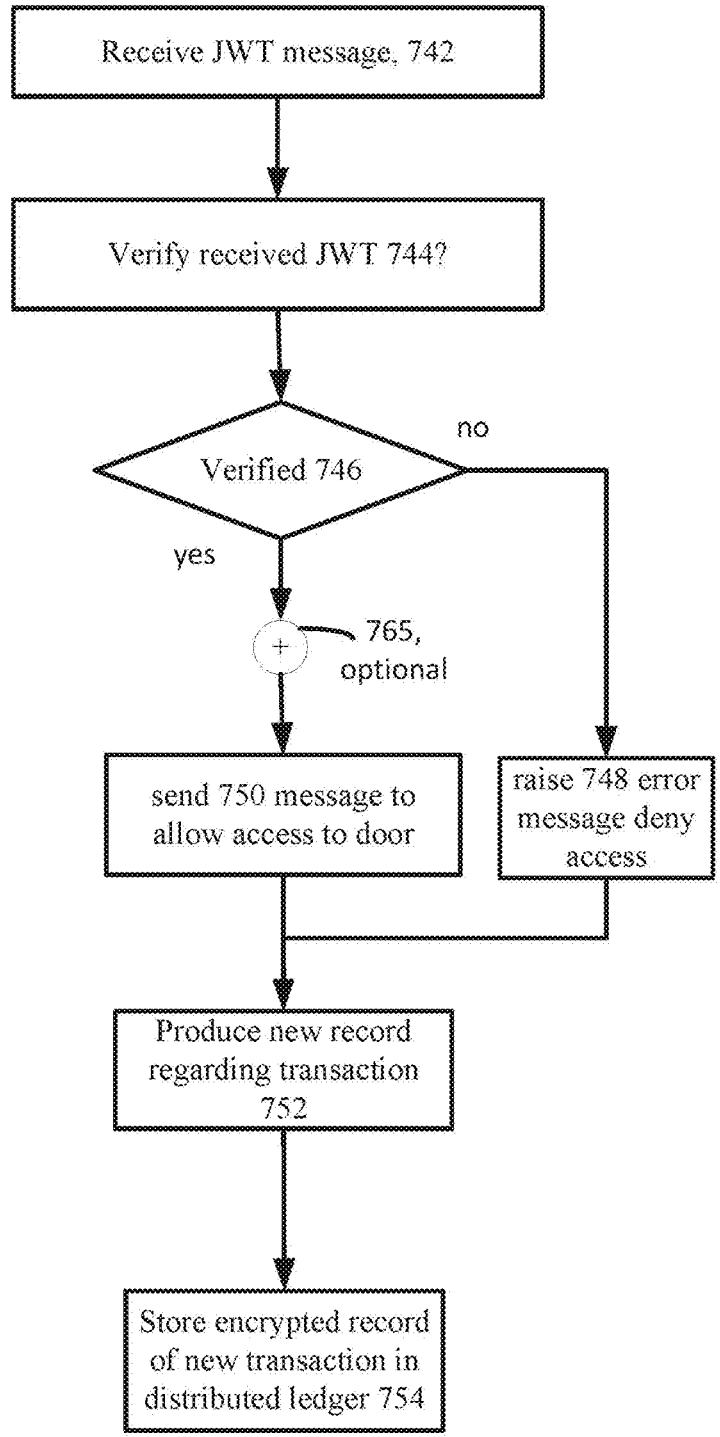 Receive JWT message, 742
Verify received JWT 744?
Verified 746
no
yes
+
765,
optional
send 750 message to
allow access to door
raise 748 error
message deny
access
Produce new record
regarding transaction
752
Store encrypted record
of new transaction in
distributed ledger 754